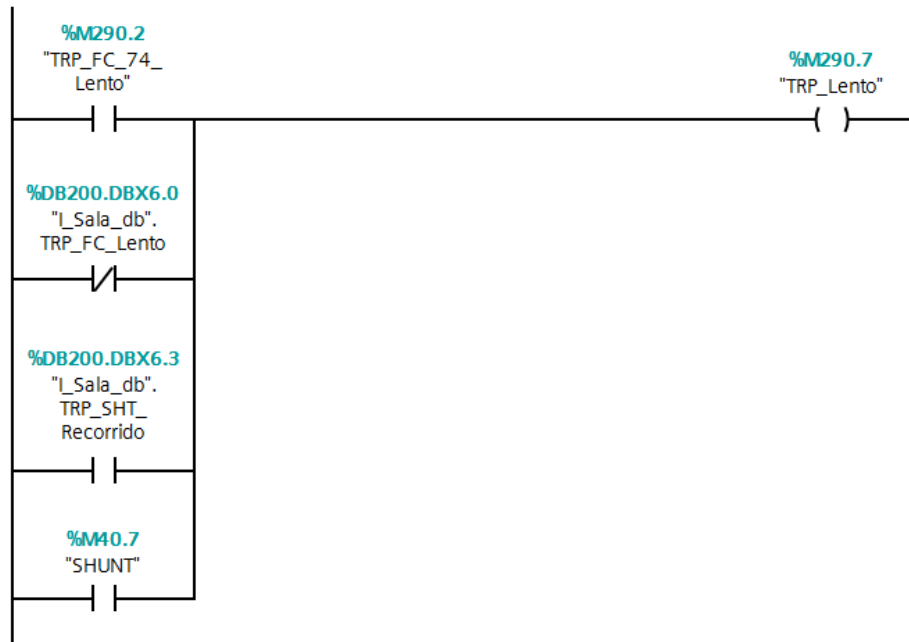 %M290.2
"TRP_FC_74_
Lento"
%M290.7
"TRP_Lento"
%DB200.DBX6.0
"I_Sala_db".
TRP_FC_Lento
%DB200.DBX6.3
"I_Sala_db".
TRP_SHT_
Recorrido
%M40.7
"SHUNT"